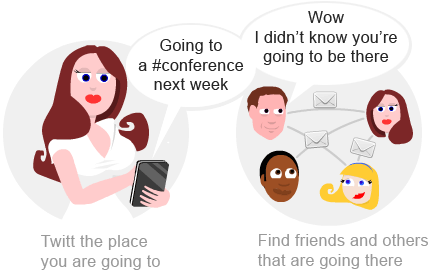 Going to
a #conference
next week
Wow
I didn't know you're
going to be there
Twitt the place
you are going to
Find friends and others
that are going there